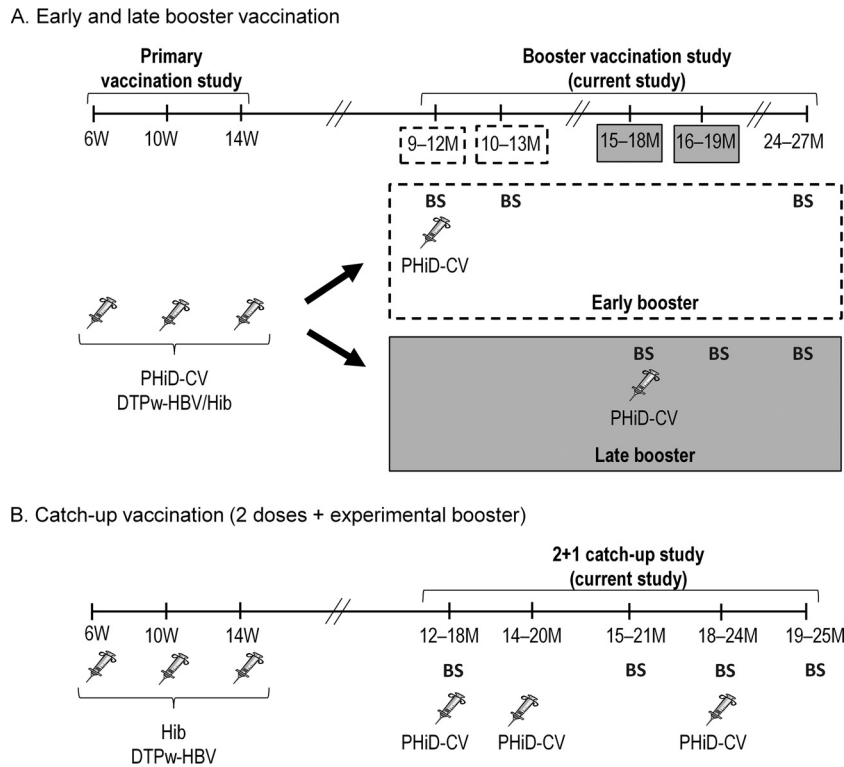 A. Early and late booster vaccination
Primary
vaccination study
Booster vaccination study
(current study)
6W 10W 14W 9–12M 10–13M 15–18M 16–19M 24–27M
BS BS BS
PHiD-CV
Early booster
BS BS BS
PHiD-CV
Late booster
PHiD-CV
DTPw-HBV/Hib
B. Catch-up vaccination (2 doses + experimental booster)
2+1 catch-up study
(current study)
6W 10W 14W 12–18M 14–20M 15–21M 18–24M 19–25M
BS BS BS BS
PHiD-CV PHiD-CV PHiD-CV
Hib
DTPw-HBV